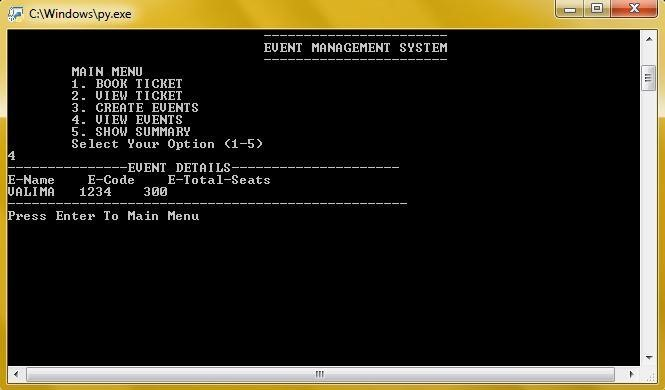 C:\Windows\py.exe
-----------------------
EVENT MANAGEMENT SYSTEM
-----------------------
MAIN MENU
1. BOOK TICKET
2. VIEW TICKET
3. CREATE EVENTS
4. VIEW EVENTS
5. SHOW SUMMARY
Select Your Option (1-5)
4
---------------EVENT DETAILS---------------------
E-Name    E-Code    E-Total-Seats
VALIMA   1234    300
--------------------------------------------------
Press Enter To Main Menu